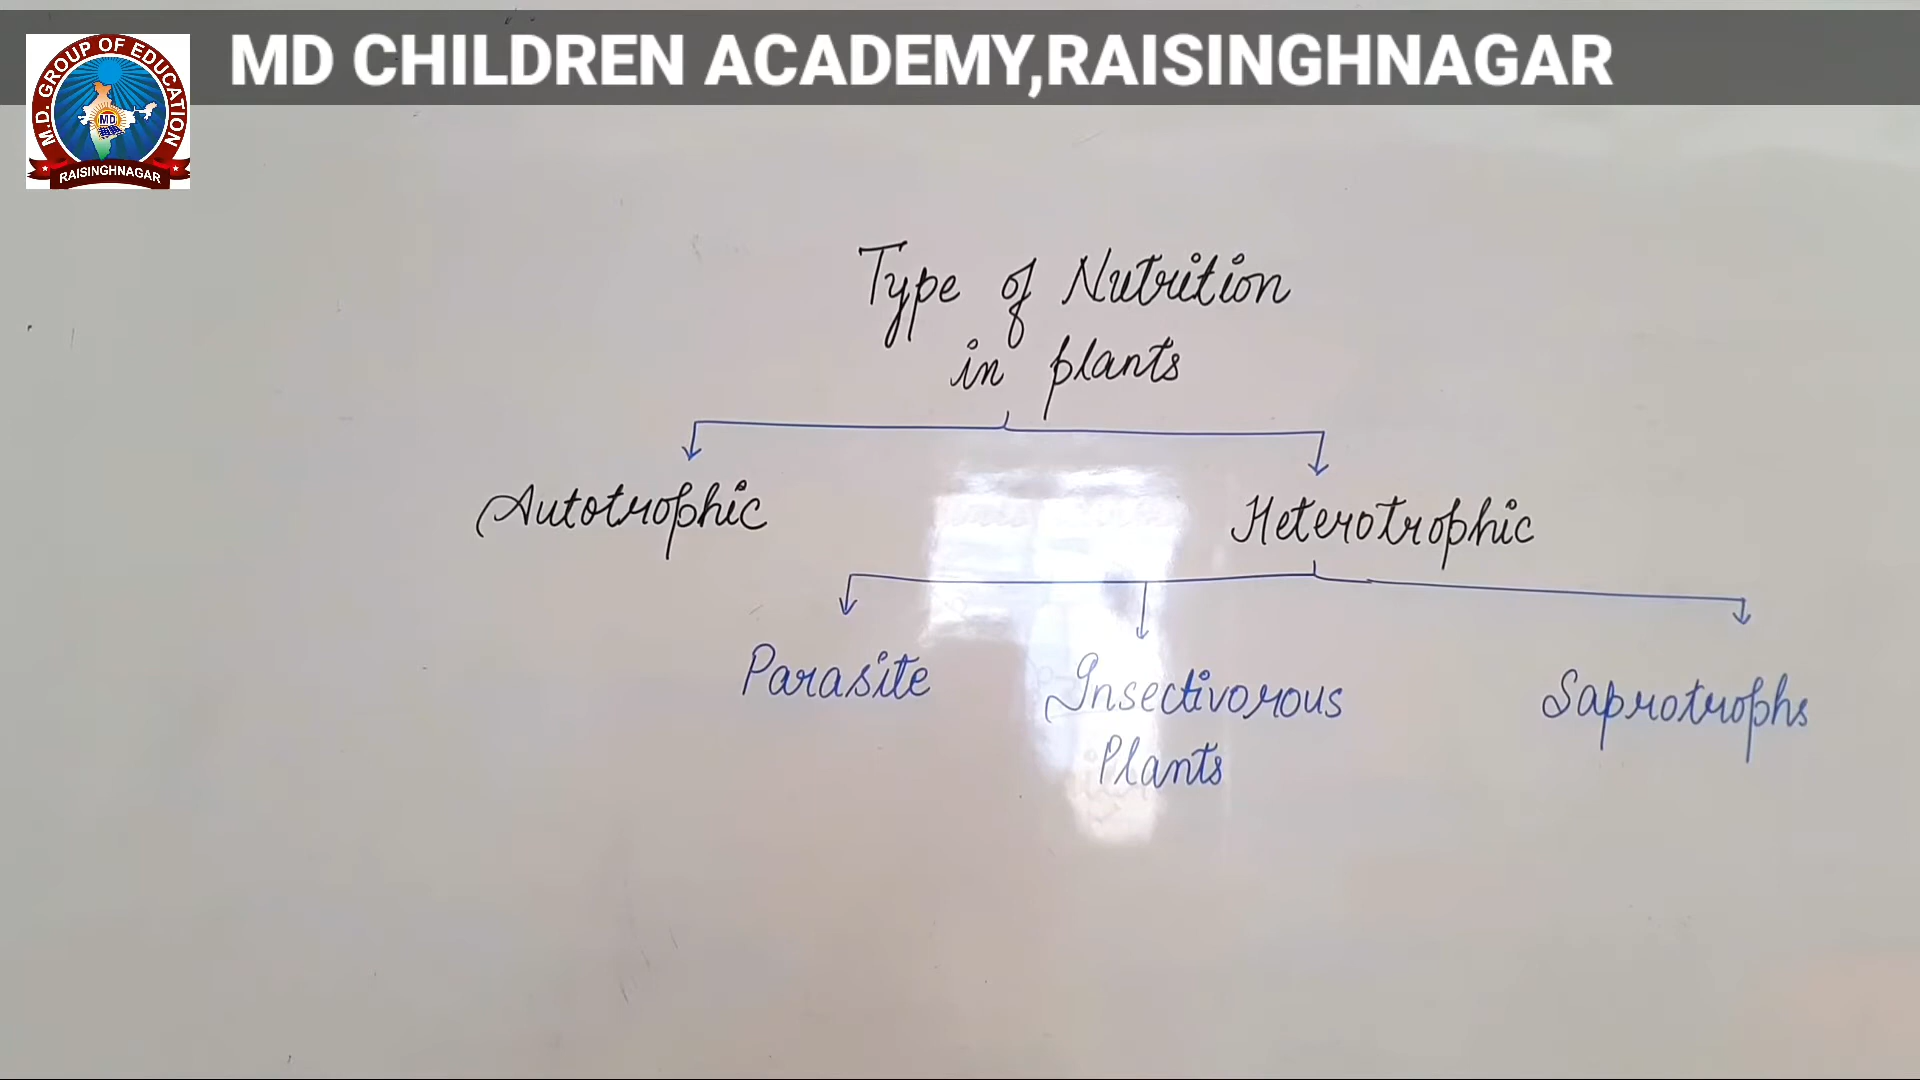 MD CHILDREN ACADEMY,RAISINGHNAGAR
M.D. GROUP OF EDUCATION
MD
RAISINGHNAGAR
Type of Nutrition
in plants
Autotrophic
Heterotrophic
Parasite
Insectivorous
Plants
Saprotrophs